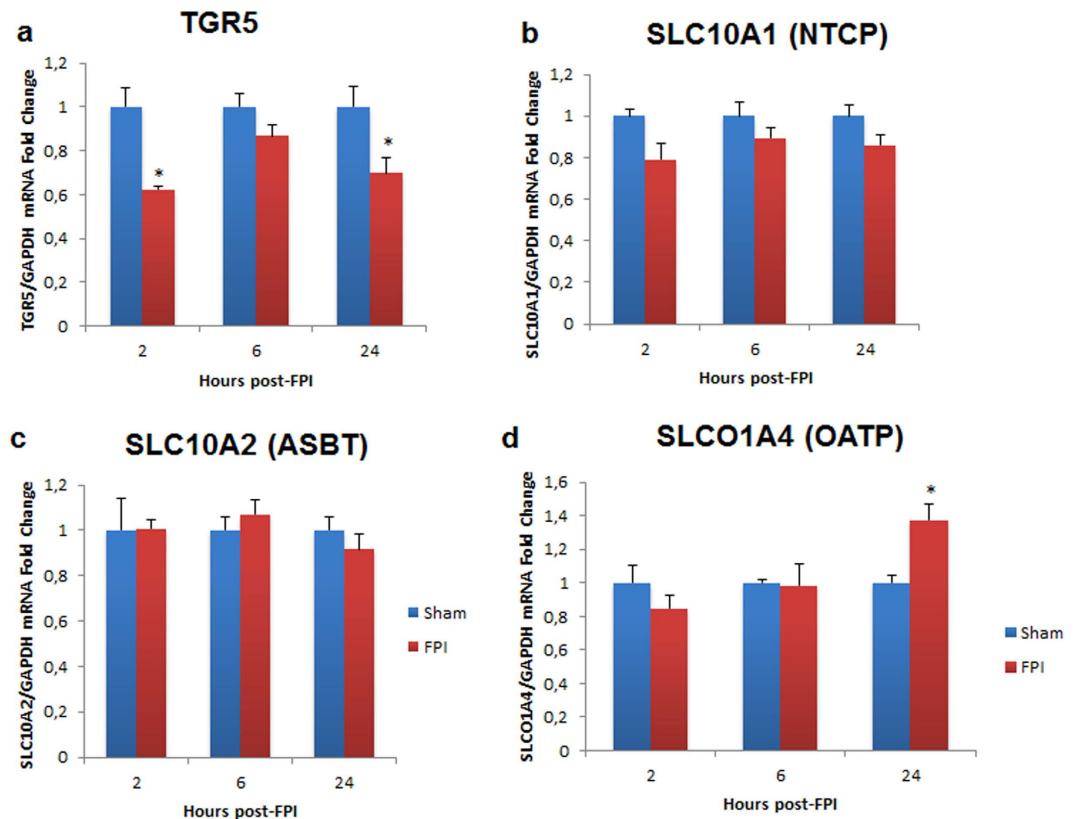 a
TGR5
TGR5/GAPDH mRNA Fold Change
1,2
1
0,8
0,6
0,4
0,2
0
*
*
2 6 24
Hours post-FPI
b
SLC10A1 (NTCP)
SLC10A1/GAPDH mRNA Fold Change
1,2
1
0,8
0,6
0,4
0,2
0
2 6 24
Hours post-FPI
c
SLC10A2 (ASBT)
SLC10A2/GAPDH mRNA Fold Change
1,2
1
0,8
0,6
0,4
0,2
0
2 6 24
Hours post-FPI
Sham
FPI
d
SLCO1A4 (OATP)
SLCO1A4/GAPDH mRNA Fold Change
1,6
1,4
1,2
1
0,8
0,6
0,4
0,2
0
*
2 6 24
Hours post-FPI
Sham
FPI